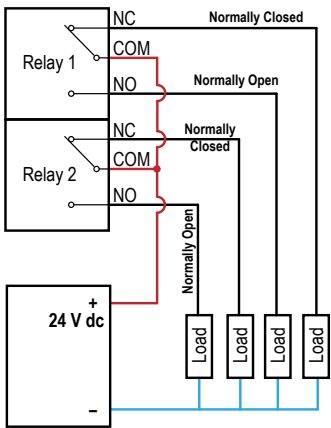 NC
Normally Closed
COM
Relay 1
Normally Open
NO
NC
Normally
Closed
COM
Relay 2
NO
Normally Open
+
24 V dc
Load
Load
Load
Load
–